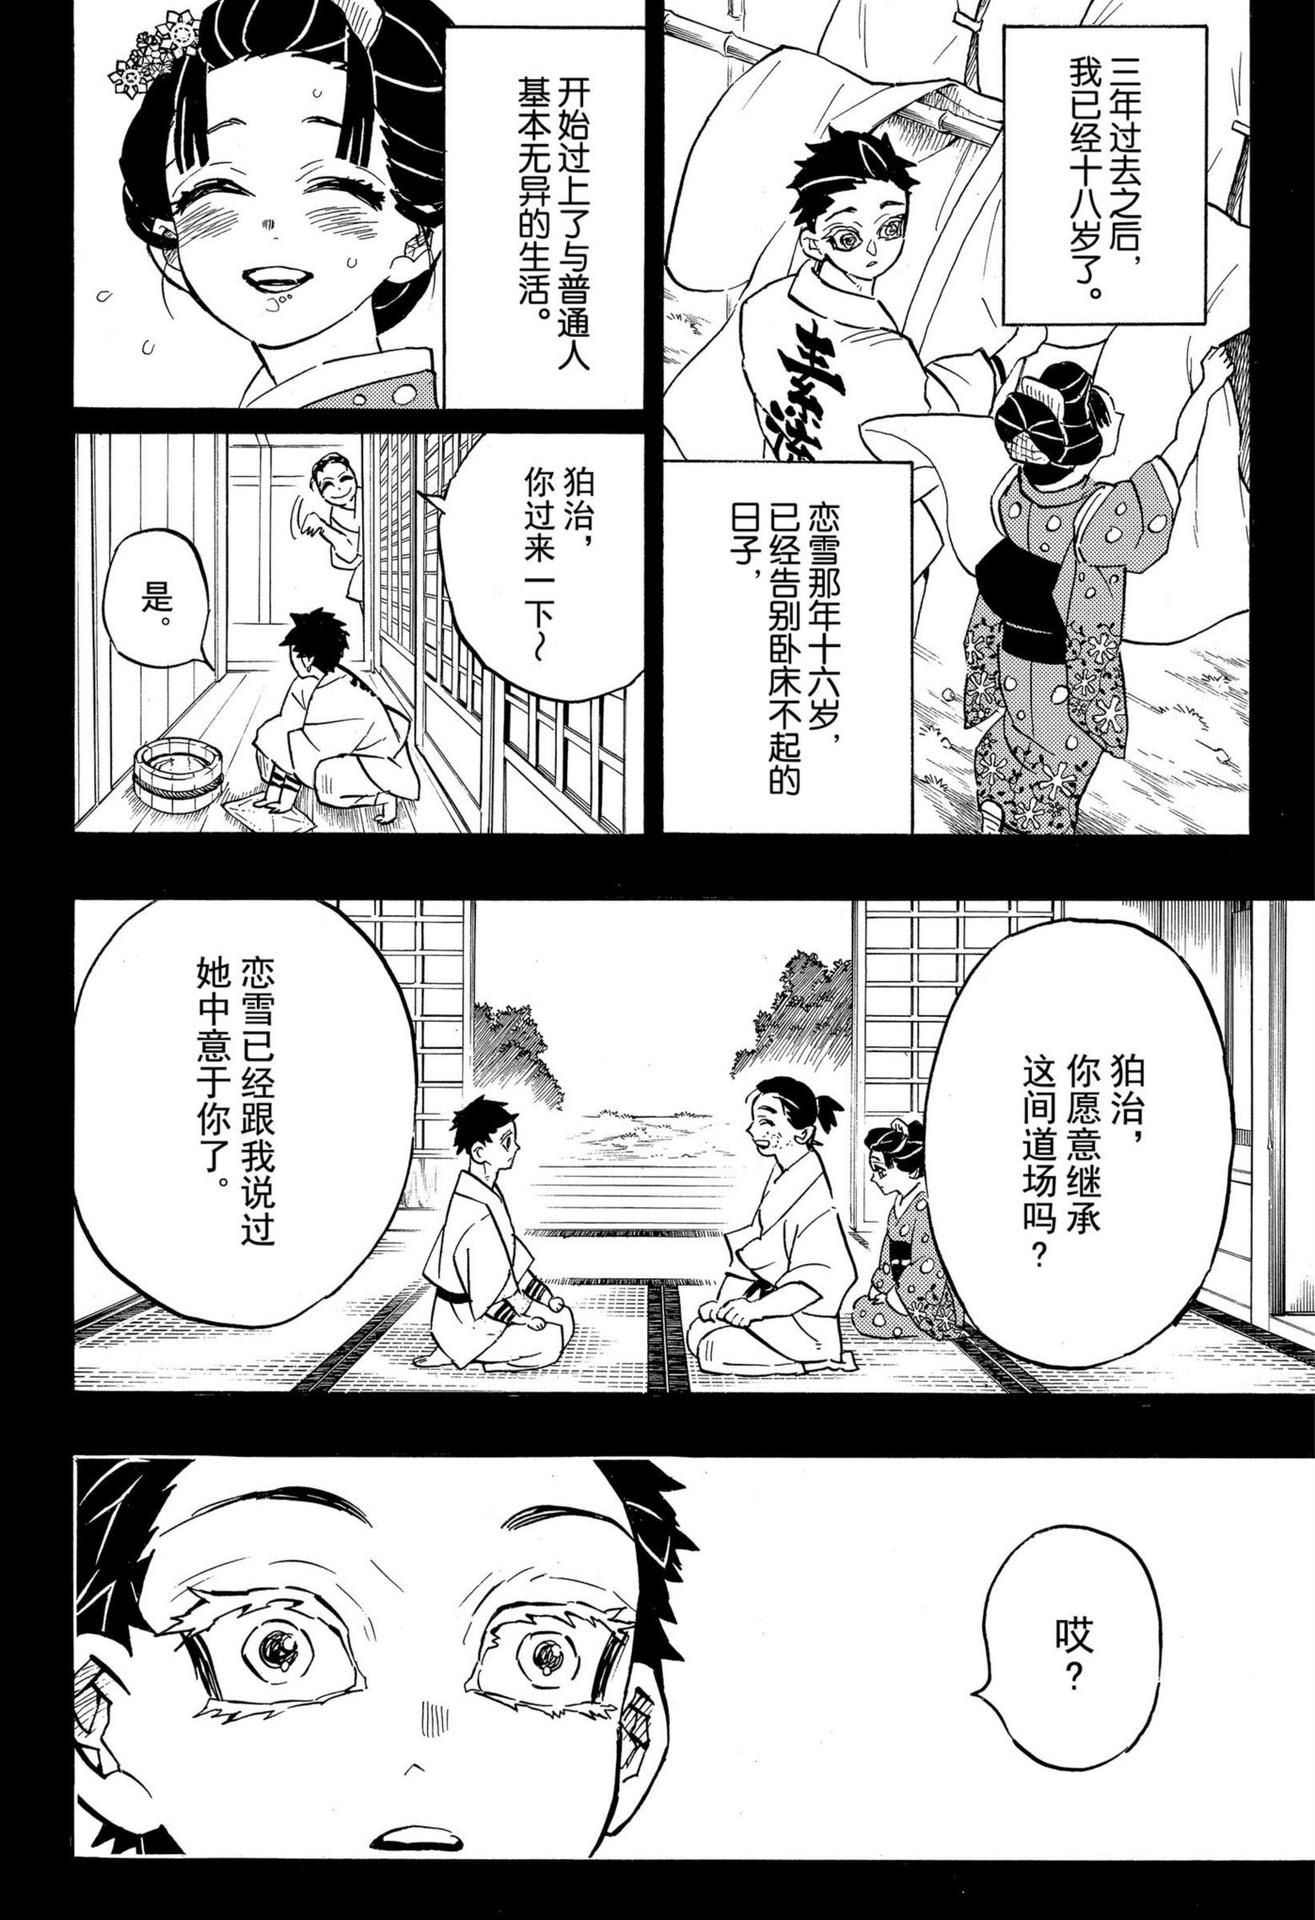 三年过去之后，
我已经十八岁了。
素流
恋雪那年十六岁，
已经告别卧床不起的
日子，
开始过上了与普通人
基本无异的生活。
狛治，
你过来一下～
是。
狛治，
你愿意继承
这间道场吗？
恋雪已经跟我说过
她中意于你了。
哎？